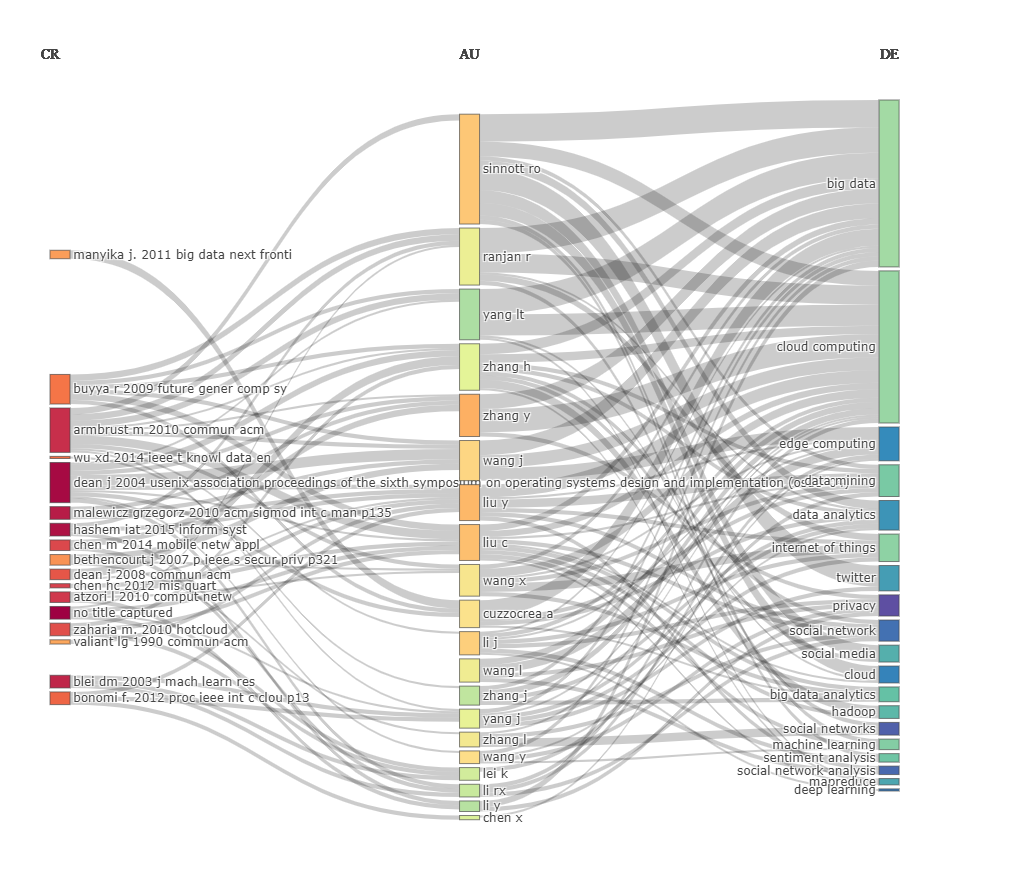 CR
AU
DE
manyika j. 2011 big data next fronti
buyya r 2009 future gener comp sy
armbrust m 2010 commun acm
wu xd 2014 ieee t knowl data en
dean j 2004 usenix association proceedings of the sixth symposium on operating systems design and implementation
malewicz grzegorz 2010 acm sigmod int c man p135
hashem iat 2015 inform syst
chen m 2014 mobile netw appl
bethencourt j 2007 p ieee s secur priv p321
dean j 2008 commun acm
chen hc 2012 mis quart
atzori l 2010 comput netw
no title captured
zaharia m. 2010 hotcloud
valiant lg 1990 commun acm
blei dm 2003 j mach learn res
bonomi f. 2012 proc ieee int c clou p13
sinnott ro
ranjan r
yang lt
zhang h
zhang y
wang j
liu y
liu c
wang x
cuzzocrea a
li j
wang l
zhang j
yang j
zhang l
wang y
lei k
li rx
li y
chen x
big data
cloud computing
edge computing
data mining
data analytics
internet of things
twitter
privacy
social network
social media
cloud
big data analytics
hadoop
social networks
machine learning
sentiment analysis
social network analysis
mapreduce
deep learning